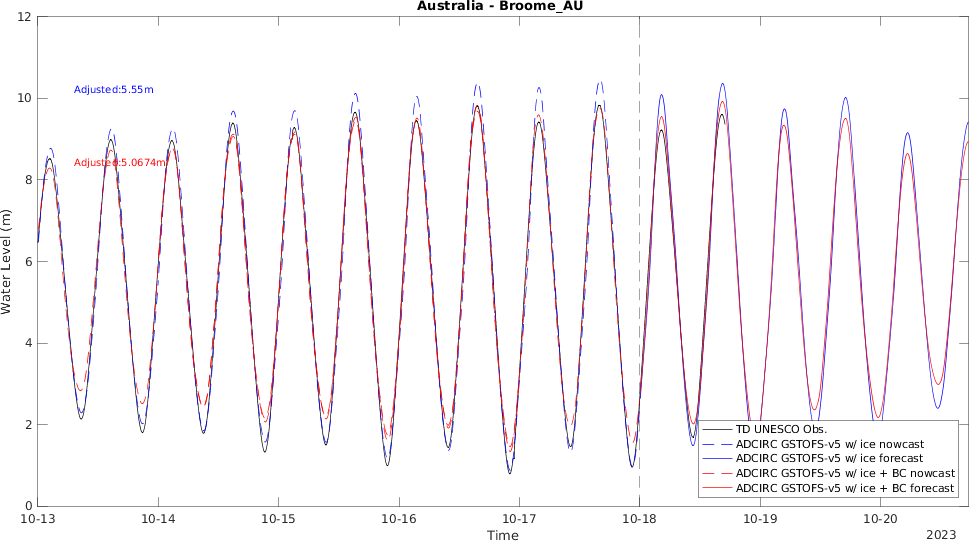 Australia - Broome_AU
12
10
8
6
4
2
0
Water Level (m)
Adjusted:5.55m
Adjusted:5.0674m
TD UNESCO Obs.
ADCIRC GSTOFS-v5 w/ ice nowcast
ADCIRC GSTOFS-v5 w/ ice forecast
ADCIRC GSTOFS-v5 w/ ice + BC nowcast
ADCIRC GSTOFS-v5 w/ ice + BC forecast
10-13 10-14 10-15 10-16 10-17 10-18 10-19 10-20
Time
2023